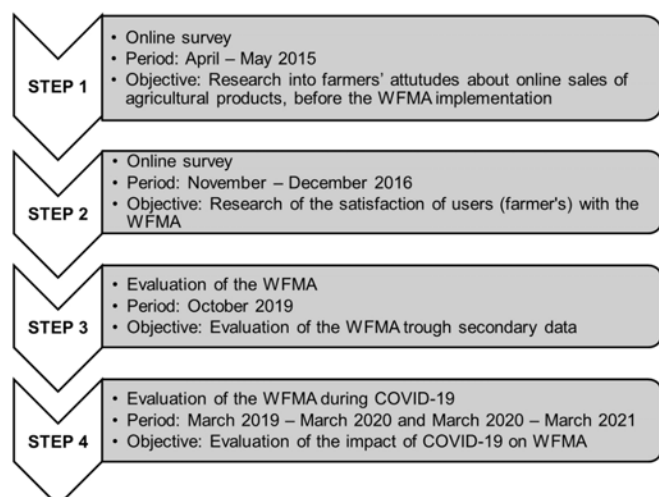 STEP 1
• Online survey
• Period: April – May 2015
• Objective: Research into farmers' attutudes about online sales of
agricultural products, before the WFMA implementation
STEP 2
• Online survey
• Period: November – December 2016
• Objective: Research of the satisfaction of users (farmer's) with the
WFMA
STEP 3
• Evaluation of the WFMA
• Period: October 2019
• Objective: Evaluation of the WFMA trough secondary data
STEP 4
• Evaluation of the WFMA during COVID-19
• Period: March 2019 – March 2020 and March 2020 – March 2021
• Objective: Evaluation of the impact of COVID-19 on WFMA